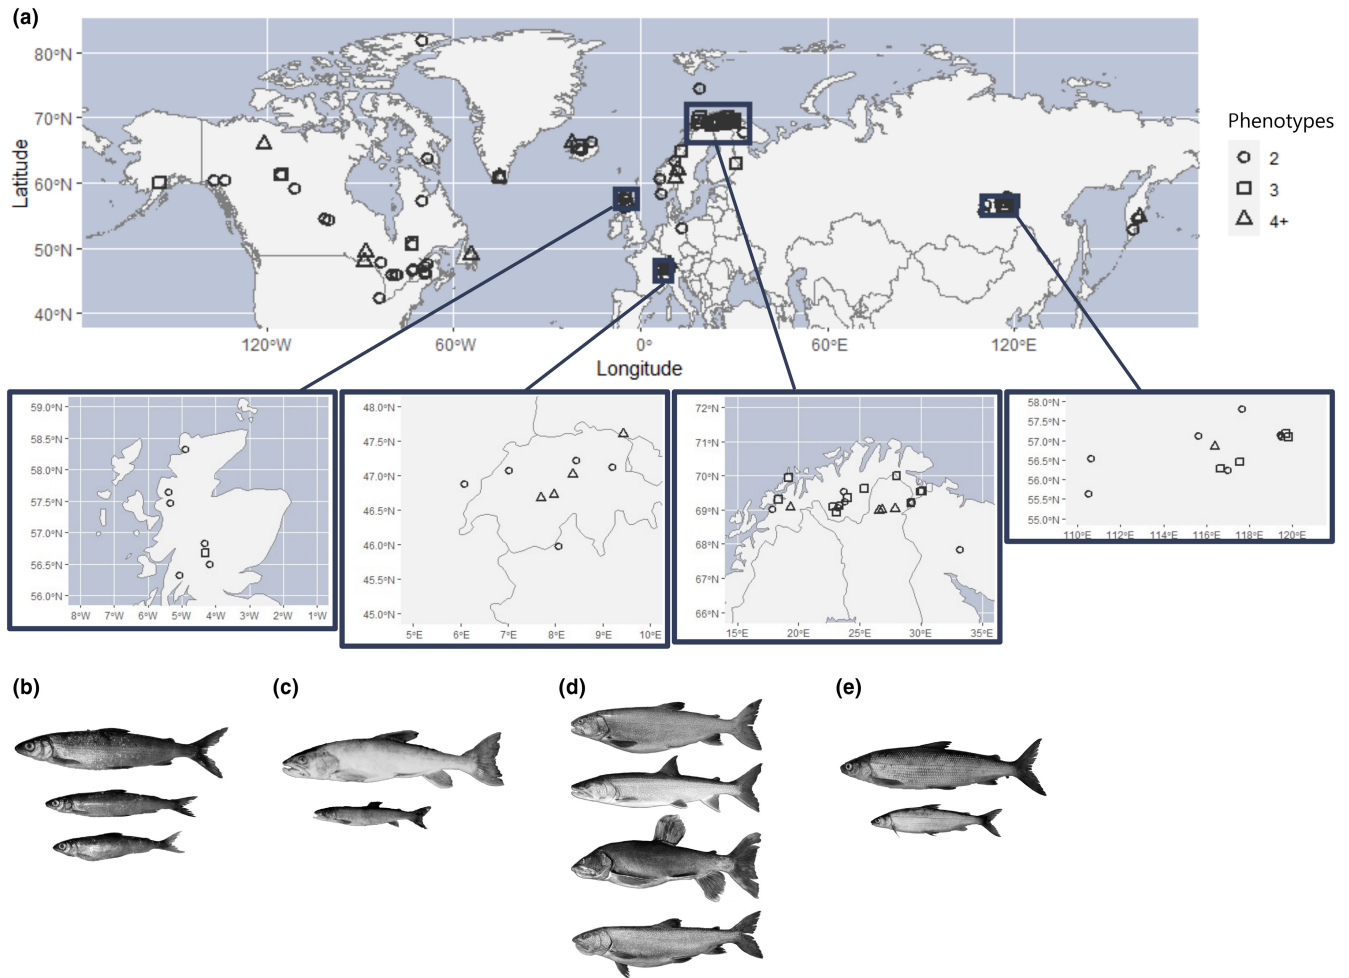 (a)
80°N
70°N
60°N
50°N
40°N
Latitude
120°W 60°W 0° 60°E 120°E
Longitude
Phenotypes
2
3
4+
59.0°N
58.5°N
58.0°N
57.5°N
57.0°N
56.5°N
56.0°N
8°W 7°W 6°W 5°W 4°W 3°W 2°W 1°W
48.0°N
47.5°N
47.0°N
46.5°N
46.0°N
45.5°N
45.0°N
5°E 6°E 7°E 8°E 9°E 10°E
72°N
71°N
70°N
69°N
68°N
67°N
66°N
15°E 20°E 25°E 30°E 35°E
58.0°N
57.0°N
56.5°N
56.0°N
55.5°N
55.0°N
110°E 112°E 114°E 116°E 118°E 120°E
(b) (c) (d) (e)